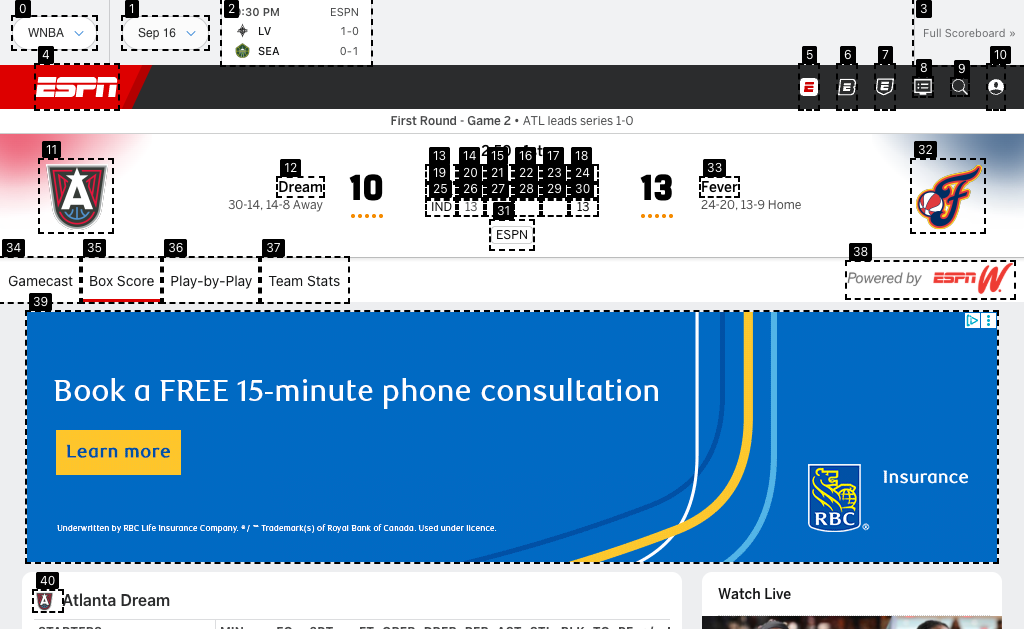 WNBA
Sep 16
:30 PM ESPN
LV 1-0
SEA 0-1
Full Scoreboard »
ESPN
First Round - Game 2 • ATL leads series 1-0
Dream
30-14, 14-8 Away
10
IND 13 13
ESPN
13
Fever
24-20, 13-9 Home
Gamecast
Box Score
Play-by-Play
Team Stats
Powered by ESPN W
Book a FREE 15-minute phone consultation
Learn more
Underwritten by RBC Life Insurance Company. ® / ™ Trademark(s) of Royal Bank of Canada. Used under licence.
RBC
Insurance
Atlanta Dream
Watch Live
0
1
2
3
4
5
6
7
8
9
10
11
12
13
14
15
16
17
18
19
20
21
22
23
24
25
26
27
28
29
30
31
32
33
34
35
36
37
38
39
40